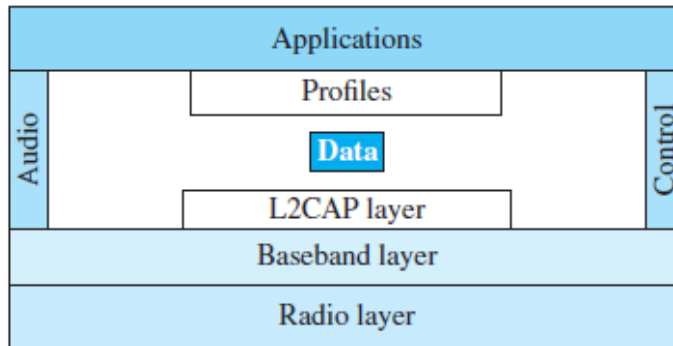 Applications
Profiles
Audio
Data
Control
L2CAP layer
Baseband layer
Radio layer